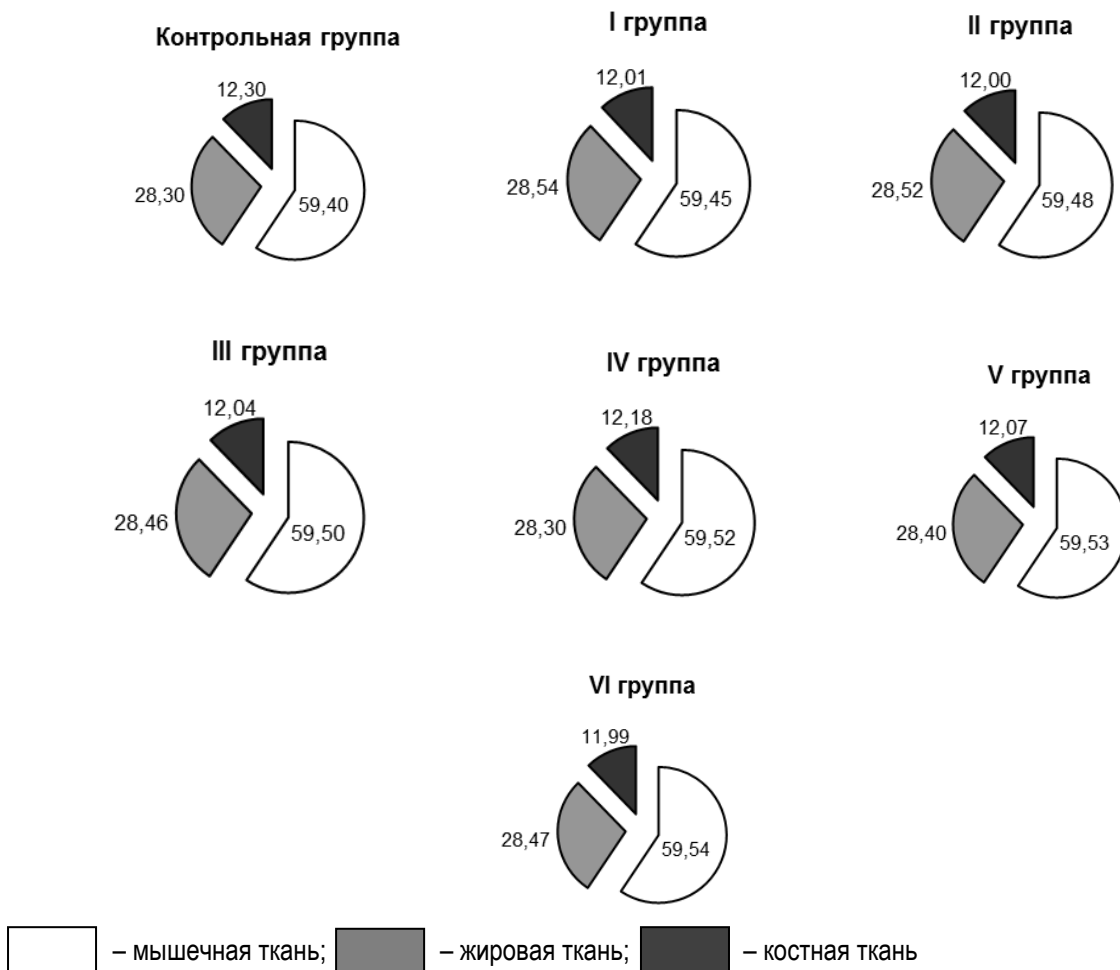 Контрольная группа
12,30
28,30
59,40
I группа
12,01
28,54
59,45
II группа
12,00
28,52
59,48
III группа
12,04
28,46
59,50
IV группа
12,18
28,30
59,52
V группа
12,07
28,40
59,53
VI группа
11,99
28,47
59,54
– мышечная ткань; – жировая ткань; – костная ткань